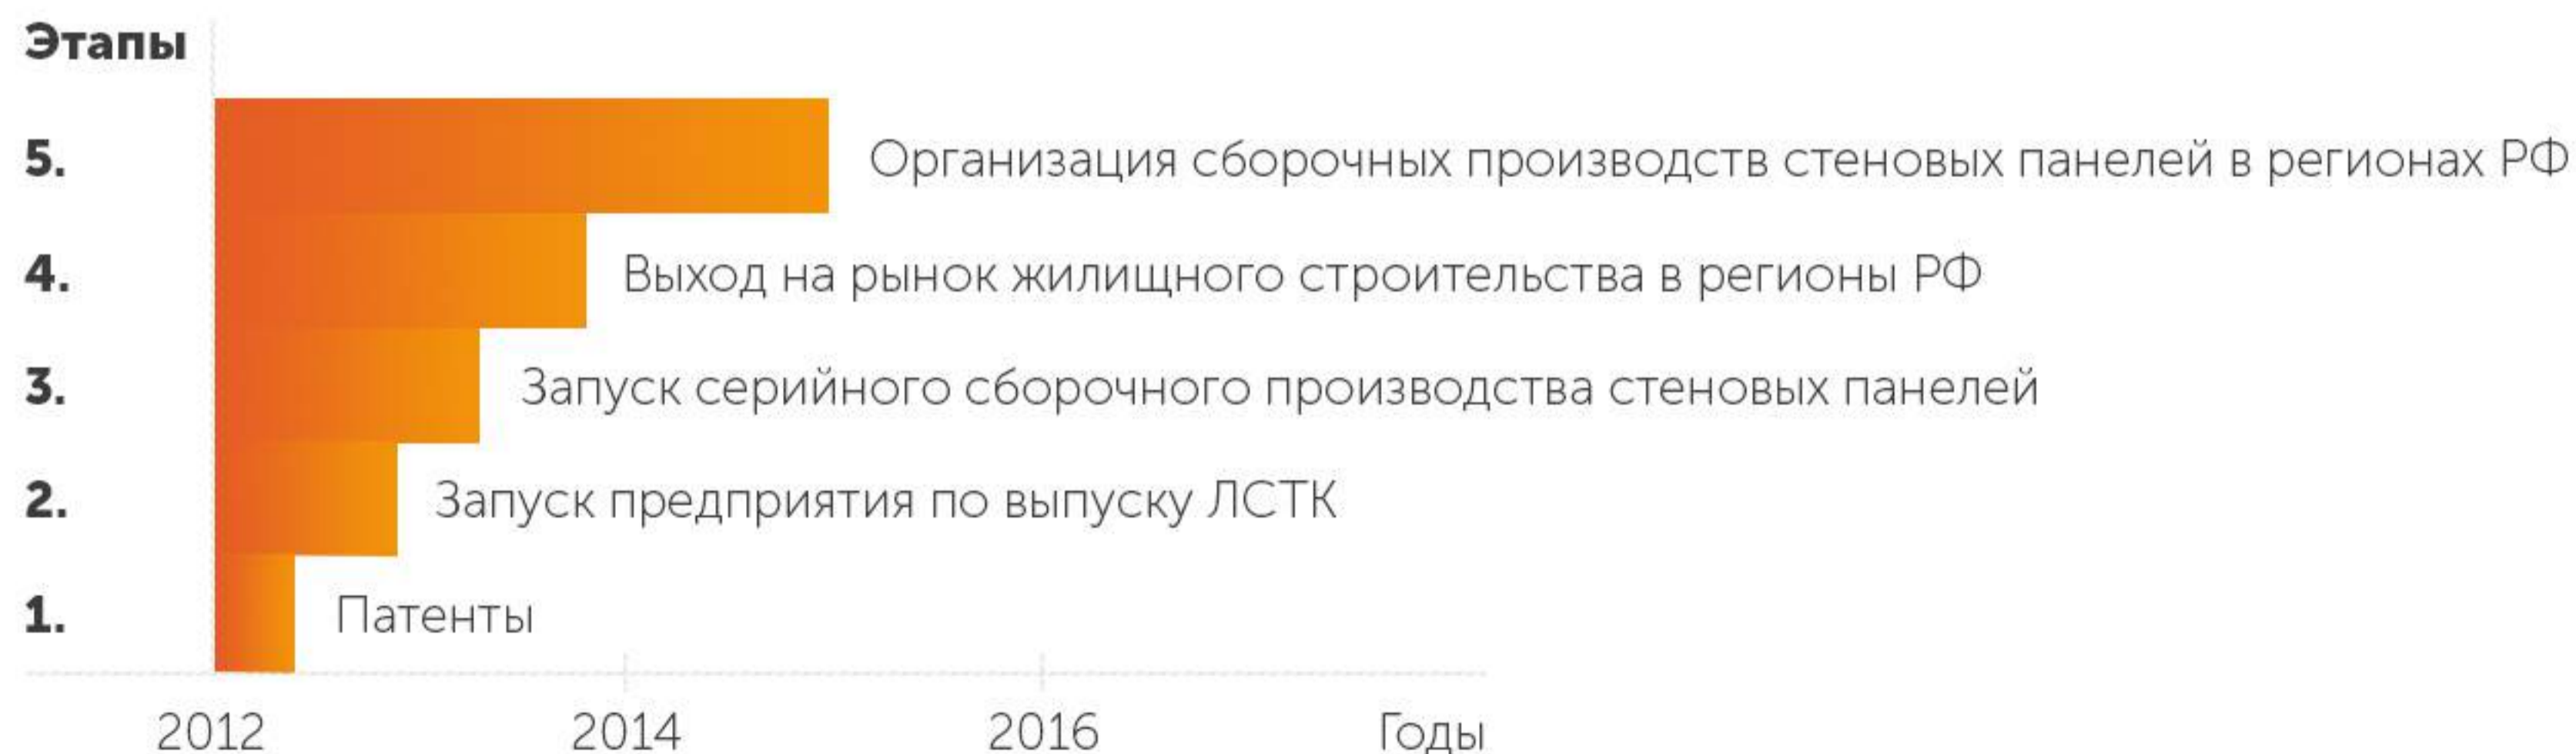 Этапы
5. Организация сборочных производств стеновых панелей в регионах РФ
4. Выход на рынок жилищного строительства в регионы РФ
3. Запуск серийного сборочного производства стеновых панелей
2. Запуск предприятия по выпуску ЛСТК
1. Патенты
2012 2014 2016 Годы